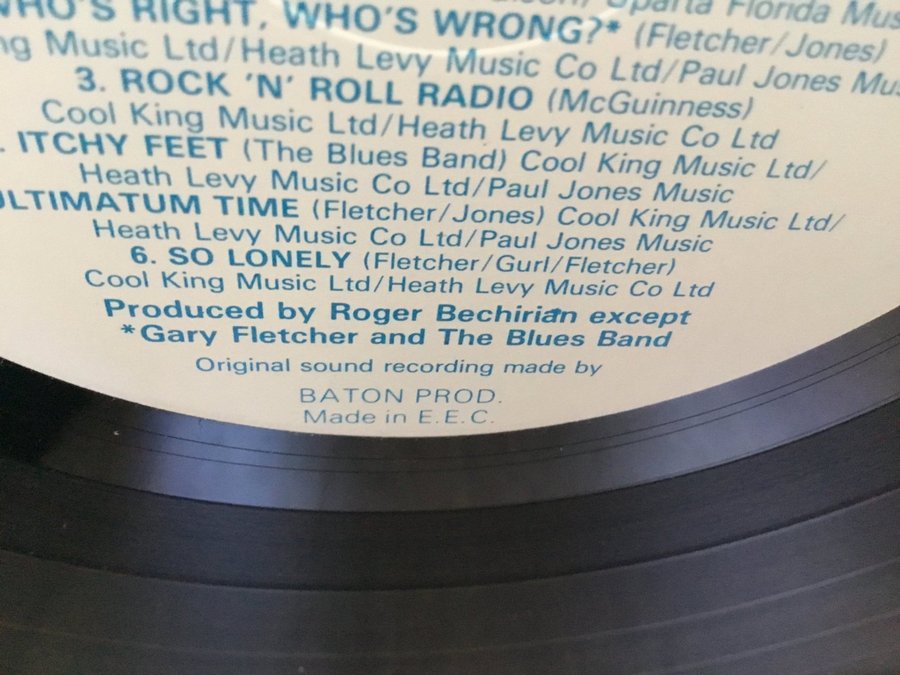 WHO'S RIGHT, WHO'S WRONG?* (Fletcher/Jones)
Music Ltd/Heath Levy Music Co Ltd/Paul Jones
3. ROCK 'N' ROLL RADIO (McGuinness)
Cool King Music Ltd/Heath Levy Music Co Ltd
ITCHY FEET (The Blues Band) Cool King Music Ltd/
Heath Levy Music Co Ltd/Paul Jones Music
ULTIMATUM TIME (Fletcher/Jones) Cool King Music Ltd/
Heath Levy Music Co Ltd/Paul Jones Music
6. SO LONELY (Fletcher/Gurl/Fletcher)
Cool King Music Ltd/Heath Levy Music Co Ltd
Produced by Roger Bechirian except
*Gary Fletcher and The Blues Band
Original sound recording made by
BATON PROD.
Made in E.E.C.